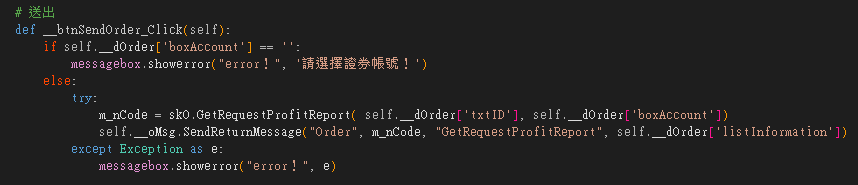 # 送出
def __btnSendOrder_Click(self):
    if self.__dOrder['boxAccount'] == '':
        messagebox.showerror("error！", '請選擇證券帳號！')
    else:
        try:
            m_nCode = skO.GetRequestProfitReport( self.__dOrder['txtID'], self.__dOrder['boxAccount'])
            self.__oMsg.SendReturnMessage("Order", m_nCode, "GetRequestProfitReport", self.__dOrder['listInformation'])
        except Exception as e:
            messagebox.showerror("error！", e)